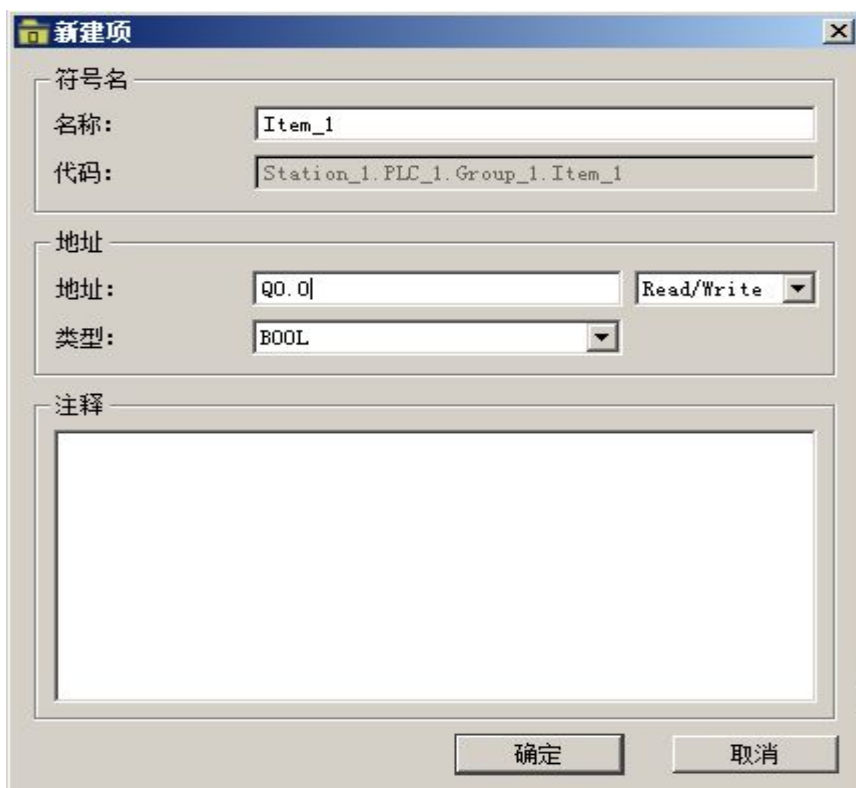 新建项
符号名
名称: Item_1
代码: Station_1.PLC_1.Group_1.Item_1
地址
地址: Q0.0 Read/Write
类型: BOOL
注释
确定 取消